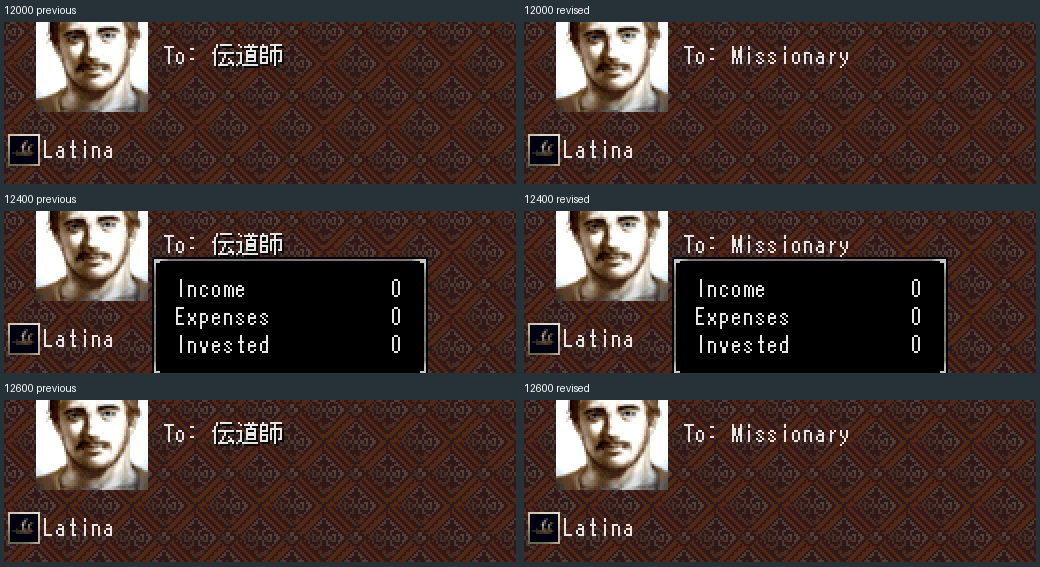 12000 previous
To: 伝道師
Latina
12000 revised
To: Missionary
Latina
12400 previous
To: 伝道師
Income 0
Expenses 0
Invested 0
Latina
12400 revised
To: Missionary
Income 0
Expenses 0
Invested 0
Latina
12600 previous
To: 伝道師
Latina
12600 revised
To: Missionary
Latina